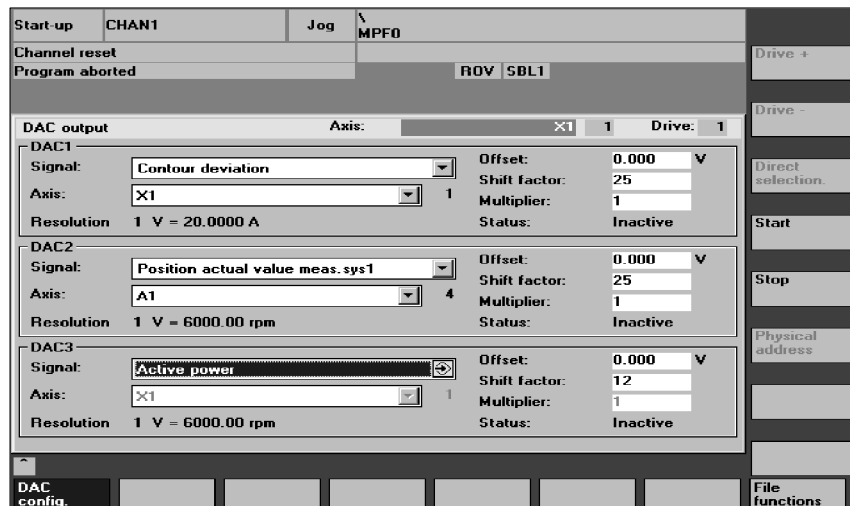 Start-up CHAN1 Jog \
MPF0
Channel reset
Program aborted ROV SBL1
Drive +
Drive -
Direct
selection.
Start
Stop
Physical
address
DAC output Axis: X1 1 Drive: 1
DAC1
Signal: Contour deviation Offset: 0.000 V
Shift factor: 25
Axis: X1 1 Multiplier: 1
Resolution 1 V = 20.0000 A Status: Inactive
DAC2
Signal: Position actual value meas.sys1 Offset: 0.000 V
Shift factor: 25
Axis: A1 4 Multiplier: 1
Resolution 1 V = 6000.00 rpm Status: Inactive
DAC3
Signal: Active power Offset: 0.000 V
Shift factor: 12
Axis: X1 1 Multiplier: 1
Resolution 1 V = 6000.00 rpm Status: Inactive
^
DAC
config.
File
functions